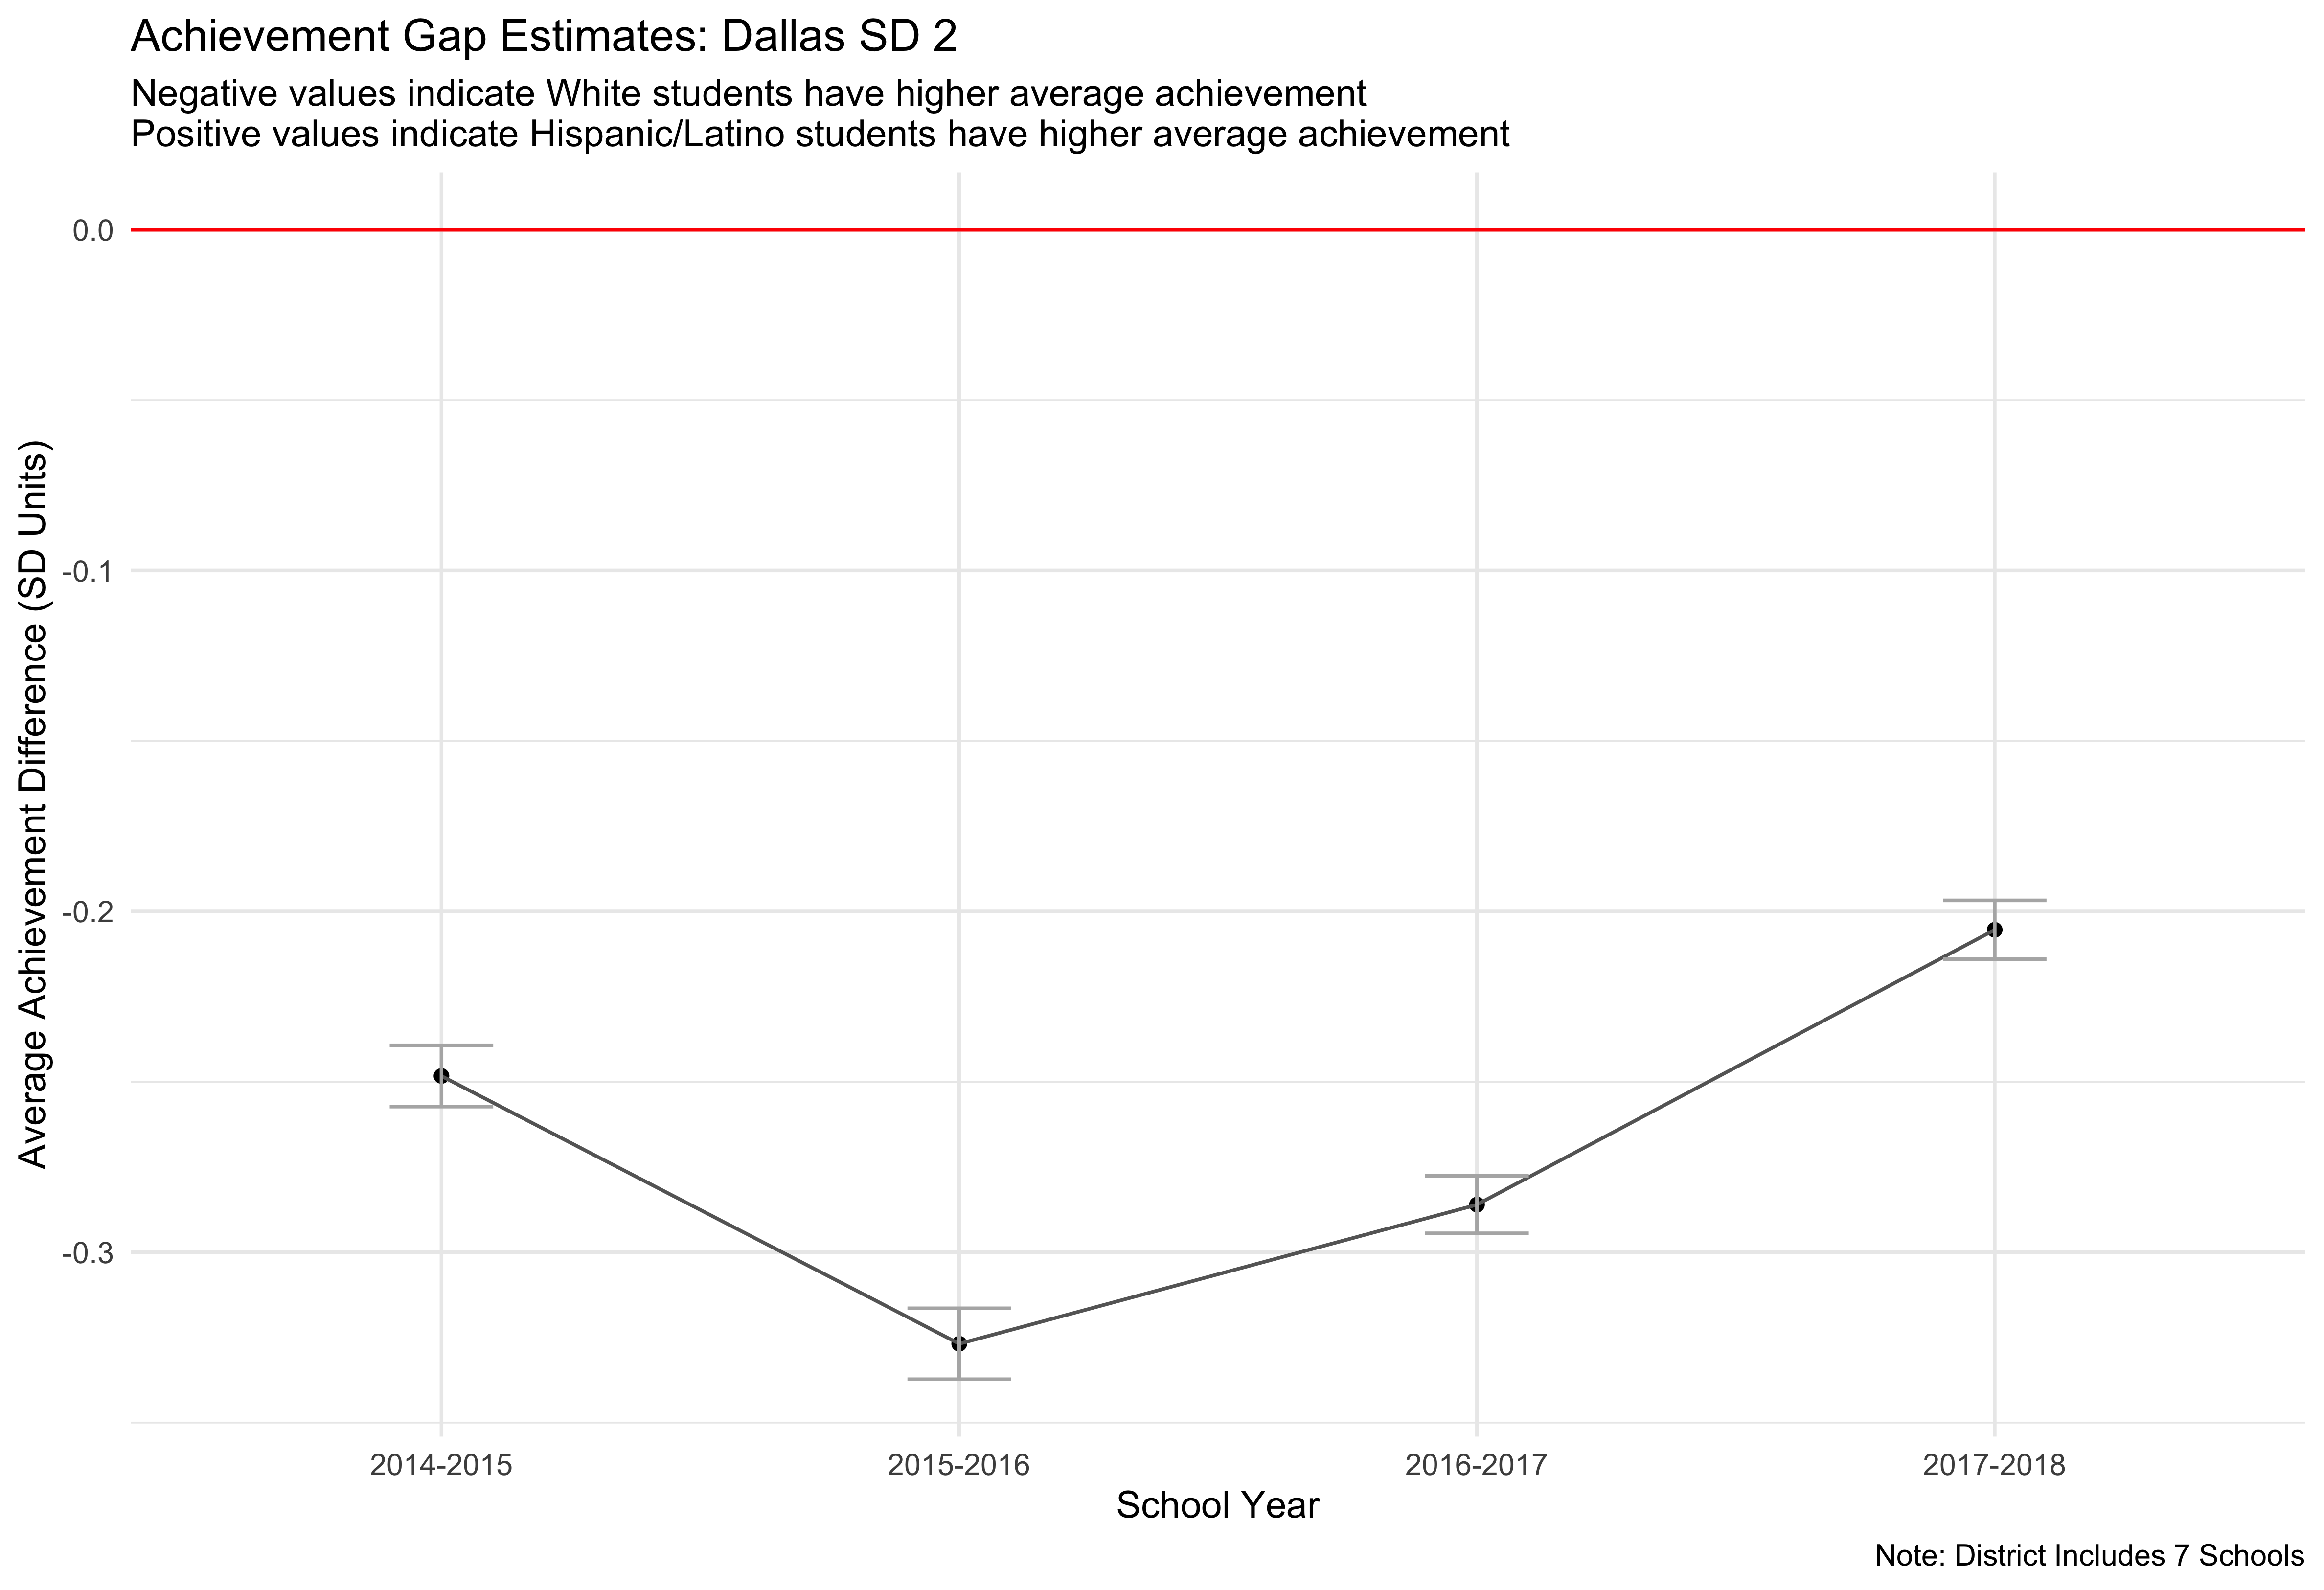 Achievement Gap Estimates: Dallas SD 2
Negative values indicate White students have higher average achievement
Positive values indicate Hispanic/Latino students have higher average achievement
Average Achievement Difference (SD Units)
0.0
-0.1
-0.2
-0.3
2014-2015
2015-2016
2016-2017
2017-2018
School Year
Note: District Includes 7 Schools